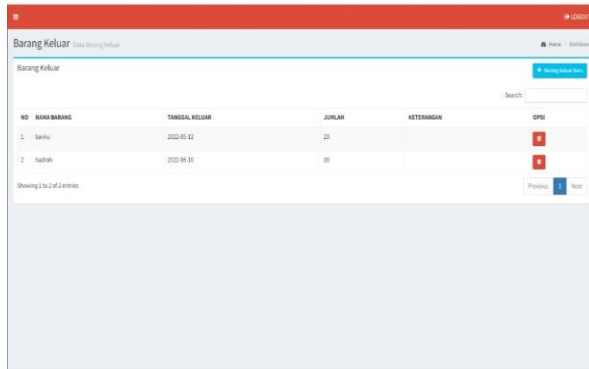 LOGOUT
Barang Keluar Data Barang Keluar
Home Dashboar
Barang Keluar
Barang Keluar Baru
Search:
NO NAMA BARANG TANGGAL KELUAR JUMLAH KETERANGAN OPSI
1 2022-05-12 23
2 hadroh 2022-06-10
Showing 1 to 2 of 2 entries
Previous 1 Next